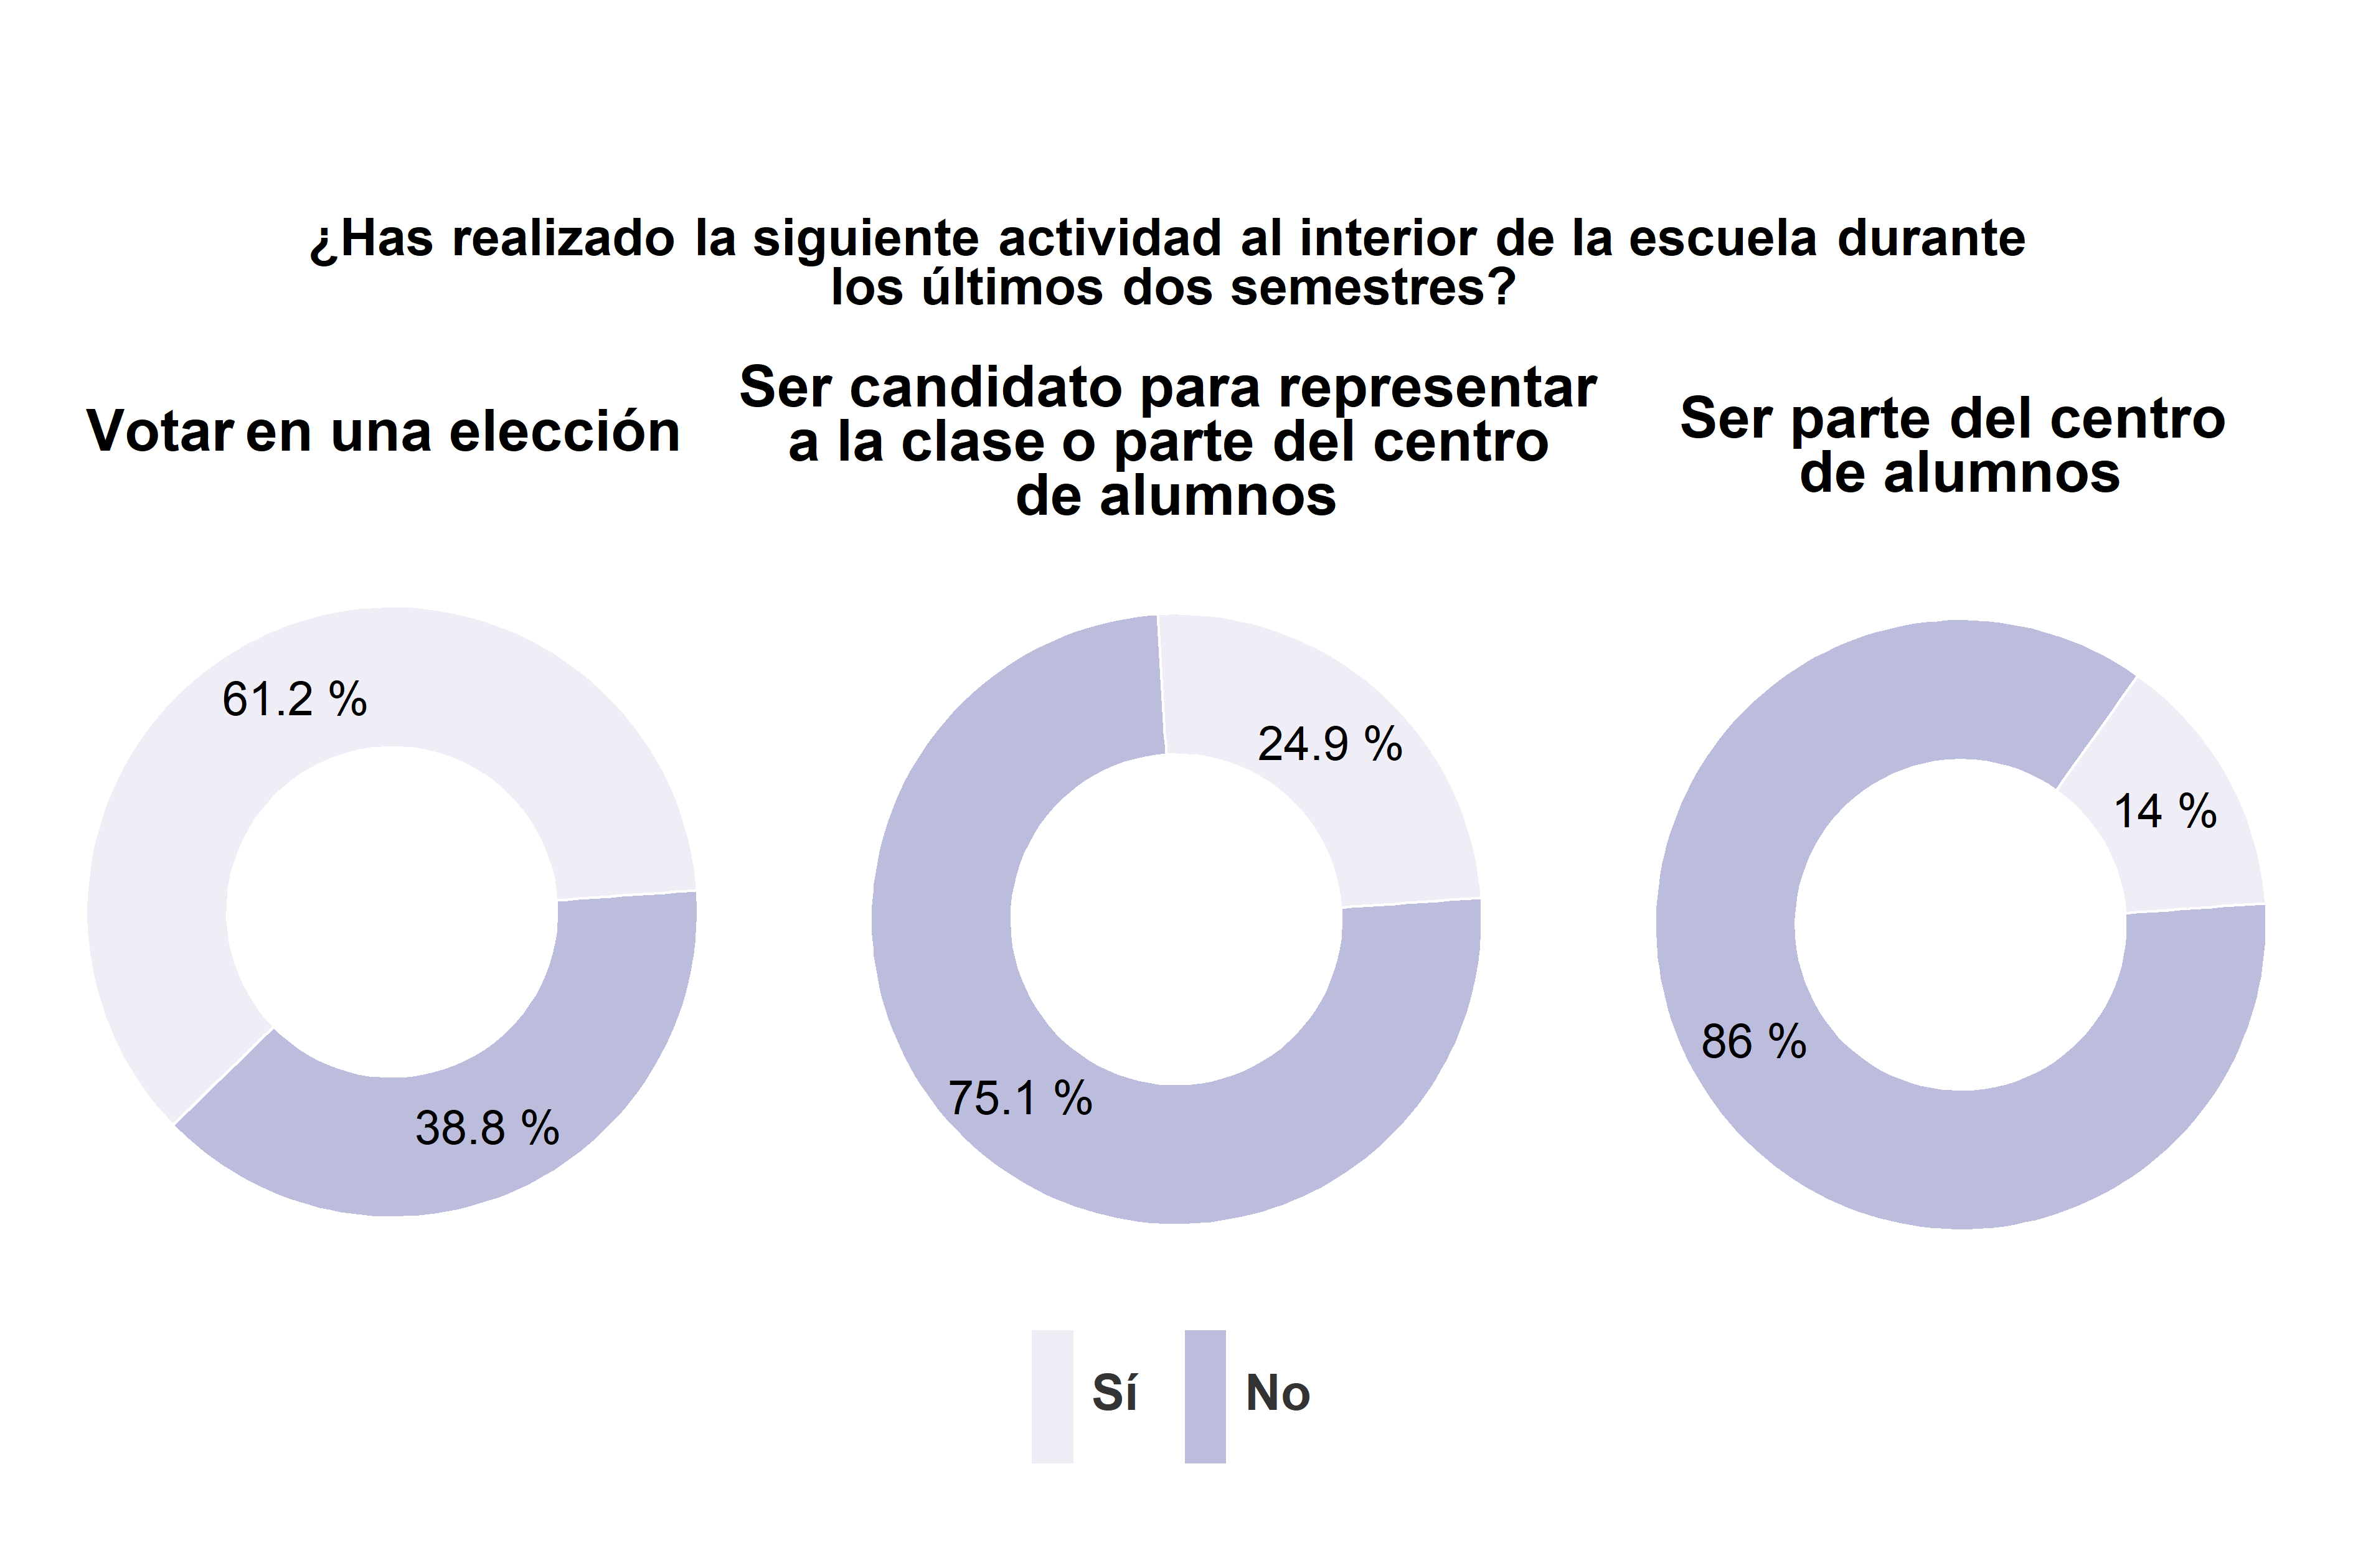 ¿Has realizado la siguiente actividad al interior de la escuela durante
los últimos dos semestres?
Votar en una elección
Ser candidato para representar
a la clase o parte del centro
de alumnos
Ser parte del centro
de alumnos
61.2 %
38.8 %
24.9 %
75.1 %
14 %
86 %
Sí
No